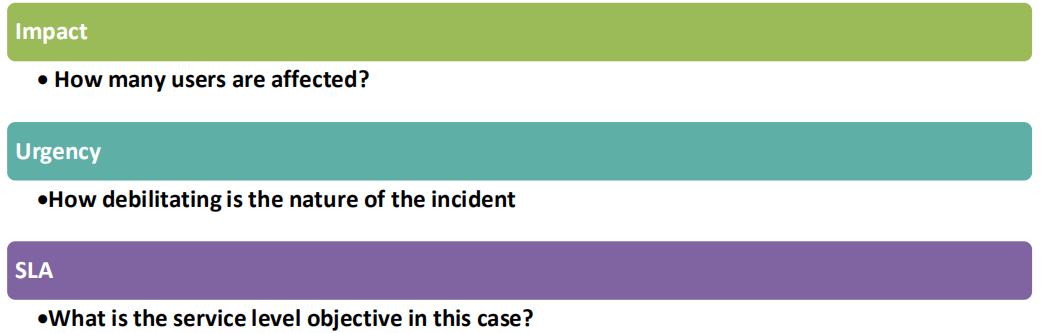 Impact
• How many users are affected?
Urgency
•How debilitating is the nature of the incident
SLA
•What is the service level objective in this case?